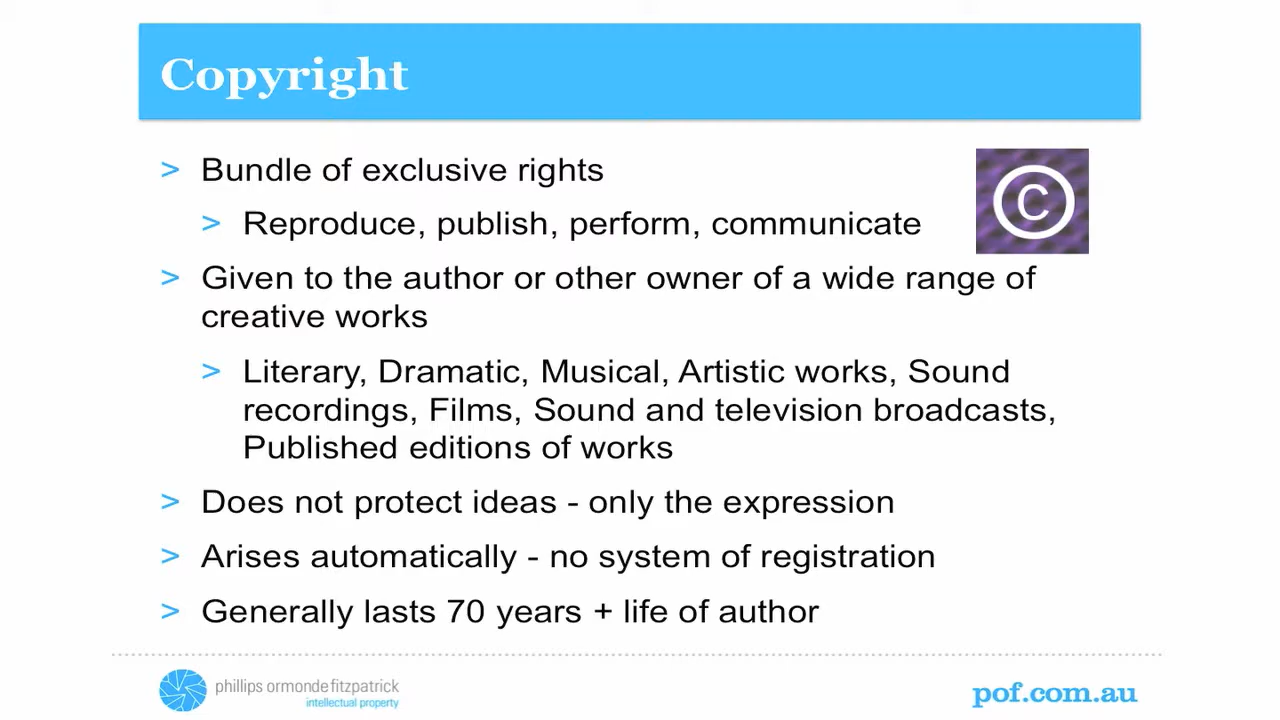 Copyright
> Bundle of exclusive rights
> Reproduce, publish, perform, communicate
> Given to the author or other owner of a wide range of
creative works
> Literary, Dramatic, Musical, Artistic works, Sound
recordings, Films, Sound and television broadcasts,
Published editions of works
> Does not protect ideas - only the expression
> Arises automatically - no system of registration
> Generally lasts 70 years + life of author
©
phillips ormonde fitzpatrick
intellectual property
pof.com.au